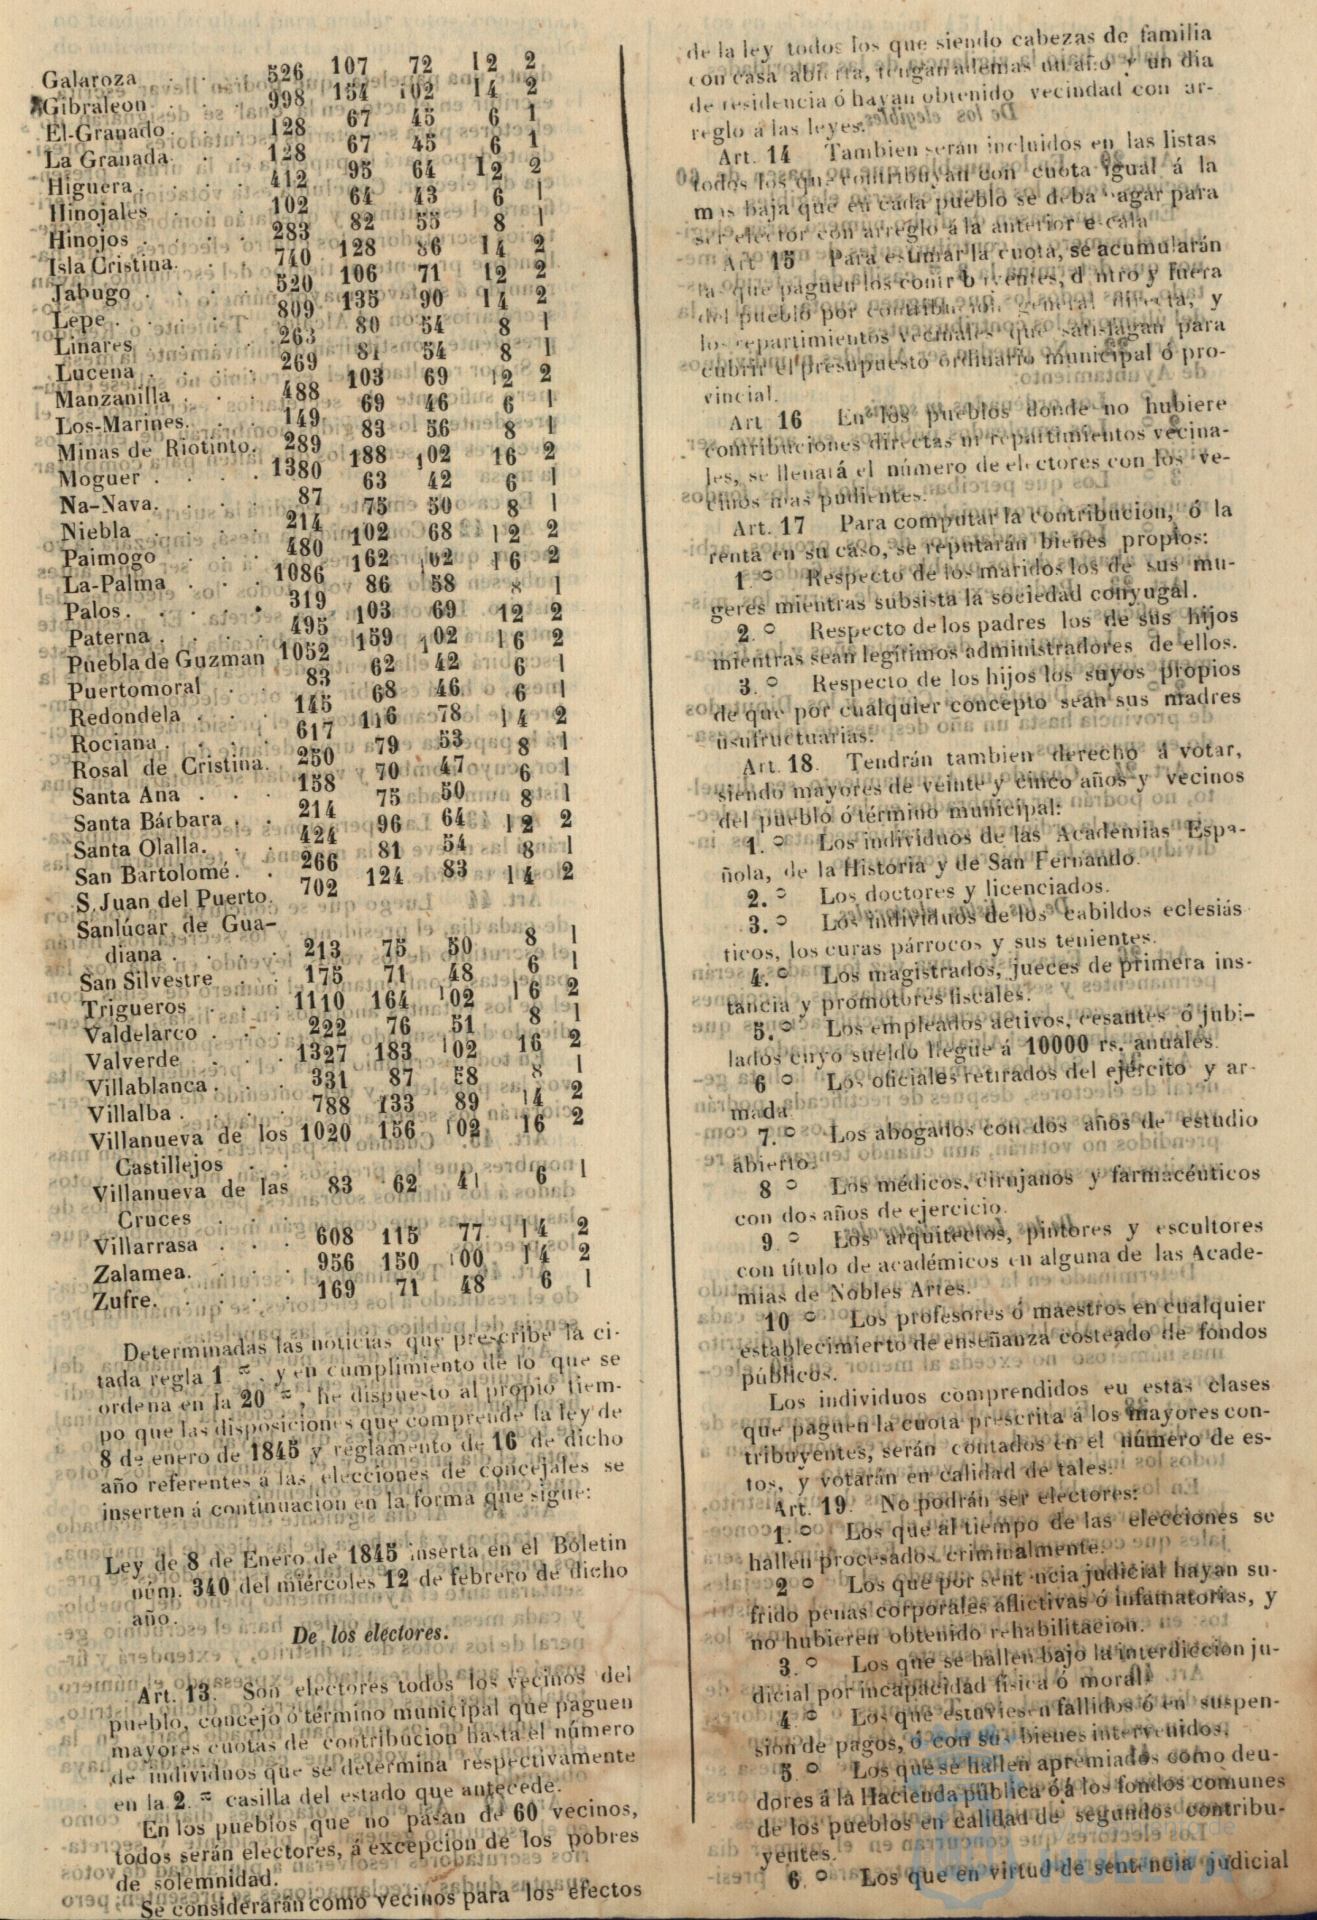 Galaroza . . . 526 107 72 12 2
Gibraleon. . . . 998 154 102 14 2
El-Granado. . . . 128 67 45 6 1
La Granada. . . 128 67 45 6 1
Higuera. . . . 412 95 64 12 2
Hinojales . . . 102 64 43 6 1
Hinojos . . . . 283 82 55 8 1
Isla Cristina. . . 740 128 86 14 2
Jabugo . . . . 520 106 71 12 2
Lepe . . . . . 809 135 90 14 2
Linares . . . . 263 80 54 8 1
Lucena . . . . 269 81 54 8 1
Manzanilla . . . 488 103 69 12 2
Los-Marines. . . 149 69 46 6 1
Minas de Riotinto. 289 83 56 8 1
Moguer . . . . 1380 188 102 16 2
Na-Nava. . . . 87 63 42 6 1
Niebla . . . . 214 75 50 8 1
Paimogo . . . 480 102 68 12 2
La-Palma . . . 1086 162 102 16 2
Palos. . . . . 319 86 58 8 1
Paterna . . . . 495 103 69 12 2
Puebla de Guzman 1052 159 102 16 2
Puertomoral . . 83 62 42 6 1
Redondela . . . 145 68 46 6 1
Rociana . . . . 617 116 78 14 2
Rosal de Cristina. 250 79 53 8 1
Santa Ana . . . 158 70 47 6 1
Santa Bárbara . . 214 75 50 8 1
Santa Olalla. . . 424 96 64 12 2
San Bartolomé. . 266 81 54 8 1
S. Juan del Puerto. 702 124 83 14 2
Sanlúcar de Gua-
diana . . . . 213 75 50 8 1
San Silvestre . . 175 71 48 6 1
Trigueros . . . 1110 164 102 16 2
Valdelarco . . . 222 76 51 8 1
Valverde . . . 1327 183 102 16 2
Villablanca. . . 331 87 58 8 1
Villalba . . . . 788 133 89 14 2
Villanueva de los 1020 156 102 16 2
Castillejos . .
Villanueva de las 83 62 41 6 1
Cruces . . .
Villarrasa . . . 608 115 77 14 2
Zalamea. . . . 956 150 100 14 2
Zufre. . . . . 169 71 48 6 1
Determinadas las noticias que prescribe la ci-
tada regla 1.ª, y en cumplimiento de lo que se
ordena en la 20.ª, he dispuesto al propio tiem-
po que las disposiciones que comprende la ley de
8 de enero de 1845 y reglamento de 16 de dicho
año referentes á las elecciones de concejales se
inserten á continuacion en la forma que sigue:
Ley de 8 de Enero de 1845 inserta en el Boletin
núm. 340 del miércoles 12 de febrero de dicho
año.
De los electores.
Art. 13. Son electores todos los vecinos del
pueblo, concejo ó término municipal que paguen
mayores cuotas de contribucion hasta el número
de individuos que se determina respectivamente
en la 2.ª casilla del estado que antecede.
En los pueblos que no pasan de 60 vecinos,
todos serán electores, á excepcion de los pobres
de solemnidad.
Se considerarán como vecinos para los efectos
de la ley todos los que siendo cabezas de familia
con casa abierta, tengan ademas un año y un dia
de residencia ó hayan obtenido vecindad con ar-
reglo á las leyes.
Art. 14 Tambien serán incluidos en las listas
todos los que contribuyan con cuota igual á la
mas baja que en cada pueblo se deba pagar para
ser elector con arreglo á la anterior escala
Art 15 Para estimar la cuota, se acumularán
las que paguen los contribuyentes, dentro y fuera
del pueblo por contribucion general directa, y
los repartimientos vecinales que satisfagan para
cubrir el presupuesto ordinario municipal ó pro-
vincial.
Art 16 En los pueblos donde no hubiere
contribuciones directas ni repartimientos vecina-
les, se llenará el número de electores con los ve-
cinos mas pudientes.
Art. 17 Para computar la contribucion, ó la
renta en su caso, se reputarán bienes propios:
1.º Respecto de los maridos los de sus mu-
geres mientras subsista la sociedad conyugal.
2.º Respecto de los padres los de sus hijos
mientras sean legítimos administradores de ellos.
3.º Respecto de los hijos los suyos propios
de que por cualquier concepto sean sus madres
usufructuarias.
Art. 18. Tendrán tambien derecho á votar,
siendo mayores de veinte y cinco años y vecinos
del pueblo ó término municipal:
1.º Los individuos de las Academias Espa-
ñola, de la Historia y de San Fernando.
2.º Los doctores y licenciados.
3.º Los individuos de los cabildos eclesiás
ticos, los curas párrocos y sus tenientes.
4.º Los magistrados, jueces de primera ins-
tancia y promotores fiscales.
5.º Los empleados activos, cesantes ó jubi-
lados cuyo sueldo llegue á 10000 rs. anuales.
6 º Los oficiales retirados del ejército y ar-
mada
7.º Los abogados con dos años de estudio
abierto.
8 º Los médicos, cirujanos y farmacéuticos
con dos años de ejercicio.
9 º Los arquitectos, pintores y escultores
con título de académicos en alguna de las Acade-
mias de Nobles Artes.
10 º Los profesores ó maestros en cualquier
establecimierto de enseñanza costeado de fondos
públicos.
Los individuos comprendidos eu estas clases
que paguen la cuota prescrita á los mayores con-
tribuyentes, serán contados en el número de es-
tos, y votarán en calidad de tales.
Art. 19. No podrán ser electores:
1.º Los que al tiempo de las elecciones se
hallen procesados criminalmente.
2 º Los que por sentencia judicial hayan su-
frido penas corporales aflictivas ó infamatorias, y
no hubieren obtenido rehabilitacion.
3.º Los que se hallen bajo la interdiccion ju-
dicial por incapacidad física ó moral.
4.º Los que estuviesen fallidos ó en suspen-
sion de pagos, ó con sus bienes intervenidos.
5 º Los que se hallen apremiados como deu-
dores á la Hacienda pública ó á los fondos comunes
de los pueblos en calidad de segundos contribu-
yentes.
6 º Los que en virtud de sentencia judicial